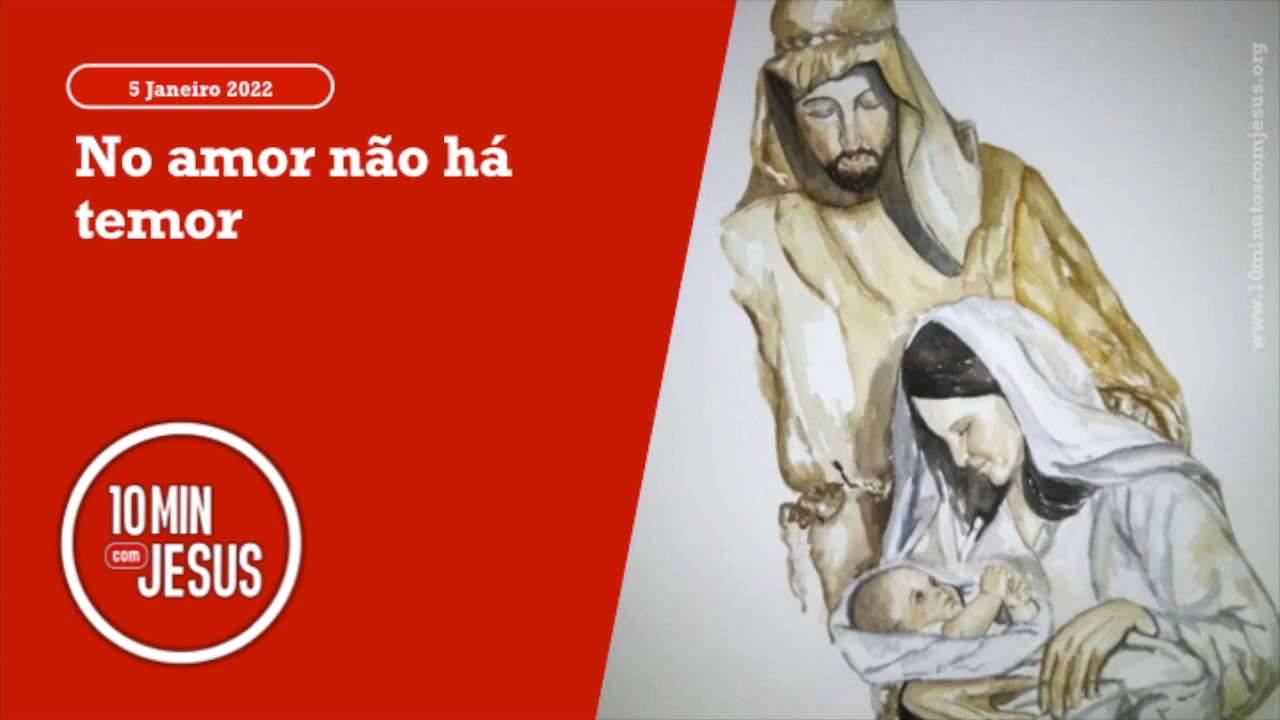 5 Janeiro 2022
No amor não há
temor
10 MIN
com
JESUS
www.10minutoscomjesus.org